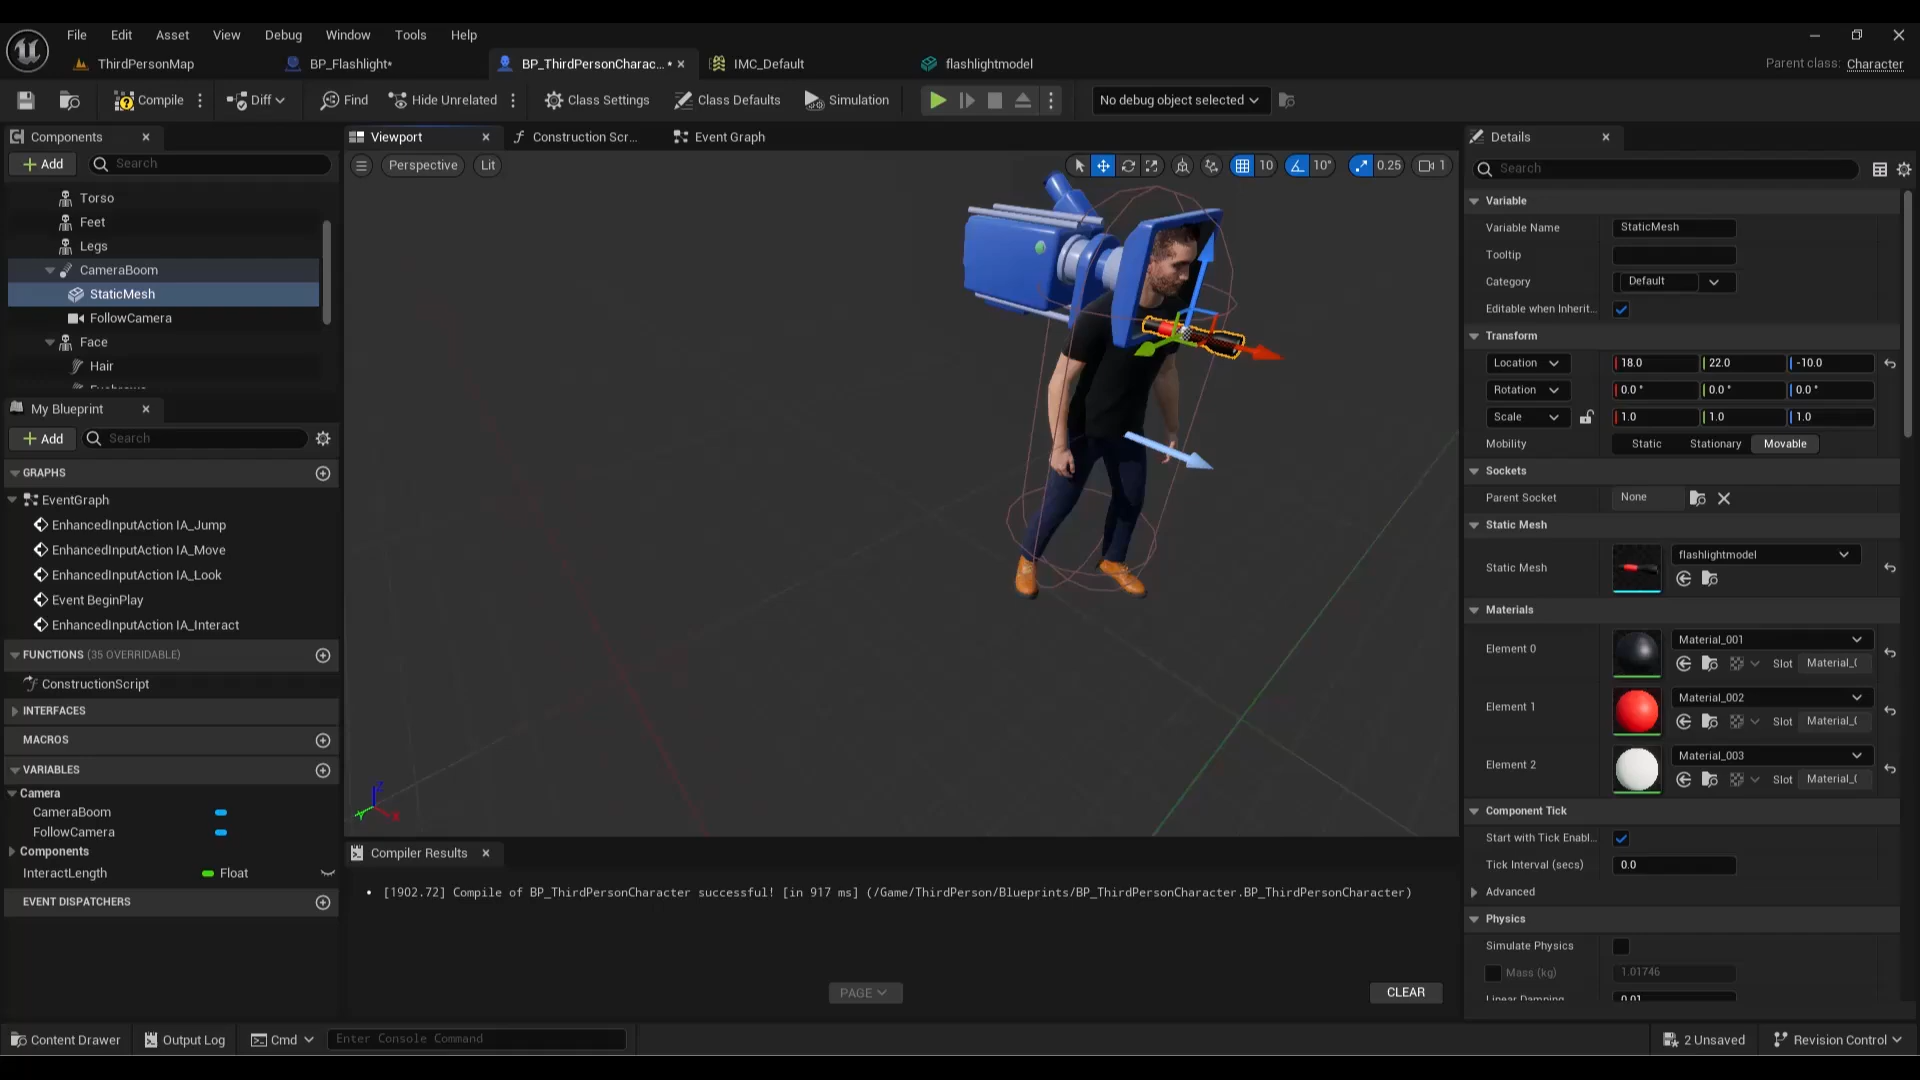 File Edit Asset View Debug Window Tools Help
ThirdPersonMap BP_Flashlight* BP_ThirdPersonCharac... * IMC_Default flashlightmodel Parent class: Character
Compile Diff Find Hide Unrelated Class Settings Class Defaults Simulation No debug object selected
Components
Add Search
Torso
Feet
Legs
CameraBoom
StaticMesh
FollowCamera
Face
Hair
My Blueprint
Add Search
GRAPHS
EventGraph
EnhancedInputAction IA_Jump
EnhancedInputAction IA_Move
EnhancedInputAction IA_Look
Event BeginPlay
EnhancedInputAction IA_Interact
FUNCTIONS (35 OVERRIDABLE)
ConstructionScript
INTERFACES
MACROS
VARIABLES
Camera
CameraBoom
FollowCamera
Components
InteractLength Float
EVENT DISPATCHERS
Viewport Construction Scr... Event Graph
Perspective Lit 10 10° 0.25 1
Z
Y
X
Compiler Results
• [1902.72] Compile of BP_ThirdPersonCharacter successful! [in 917 ms] (/Game/ThirdPerson/Blueprints/BP_ThirdPersonCharacter.BP_ThirdPersonCharacter)
PAGE CLEAR
Details
Search
Variable
Variable Name StaticMesh
Tooltip
Category Default
Editable when Inherit...
Transform
Location 18.0 22.0 -10.0
Rotation 0.0 ° 0.0 ° 0.0 °
Scale 1.0 1.0 1.0
Mobility Static Stationary Movable
Sockets
Parent Socket None
Static Mesh
Static Mesh flashlightmodel
Materials
Element 0 Material_001
Slot Material_(
Element 1 Material_002
Slot Material_(
Element 2 Material_003
Slot Material_(
Component Tick
Start with Tick Enabl...
Tick Interval (secs) 0.0
Advanced
Physics
Simulate Physics
Mass (kg) 1.01746
Linear Damping 0.01
Content Drawer Output Log Cmd Enter Console Command 2 Unsaved Revision Control